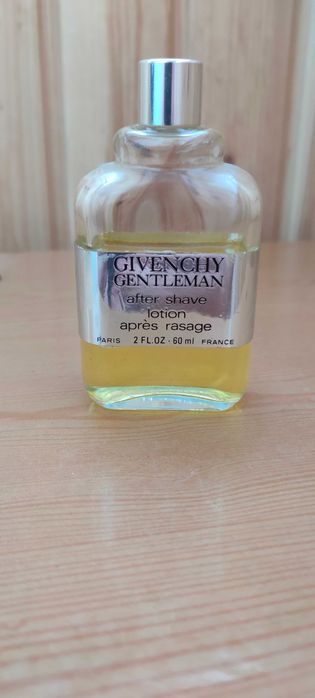 GIVENCHY
GENTLEMAN
after shave
lotion
après rasage
PARIS 2 FL.OZ - 60 ml FRANCE